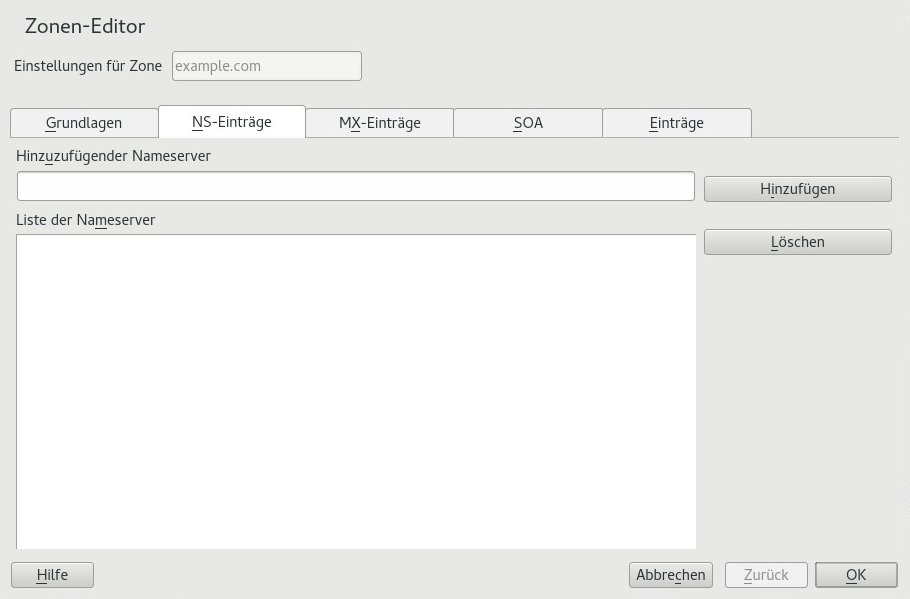 Zonen-Editor
Einstellungen für Zone example.com
Grundlagen NS-Einträge MX-Einträge SOA Einträge
Hinzuzufügender Nameserver
Hinzufügen
Liste der Nameserver
Löschen
Hilfe Abbrechen Zurück OK